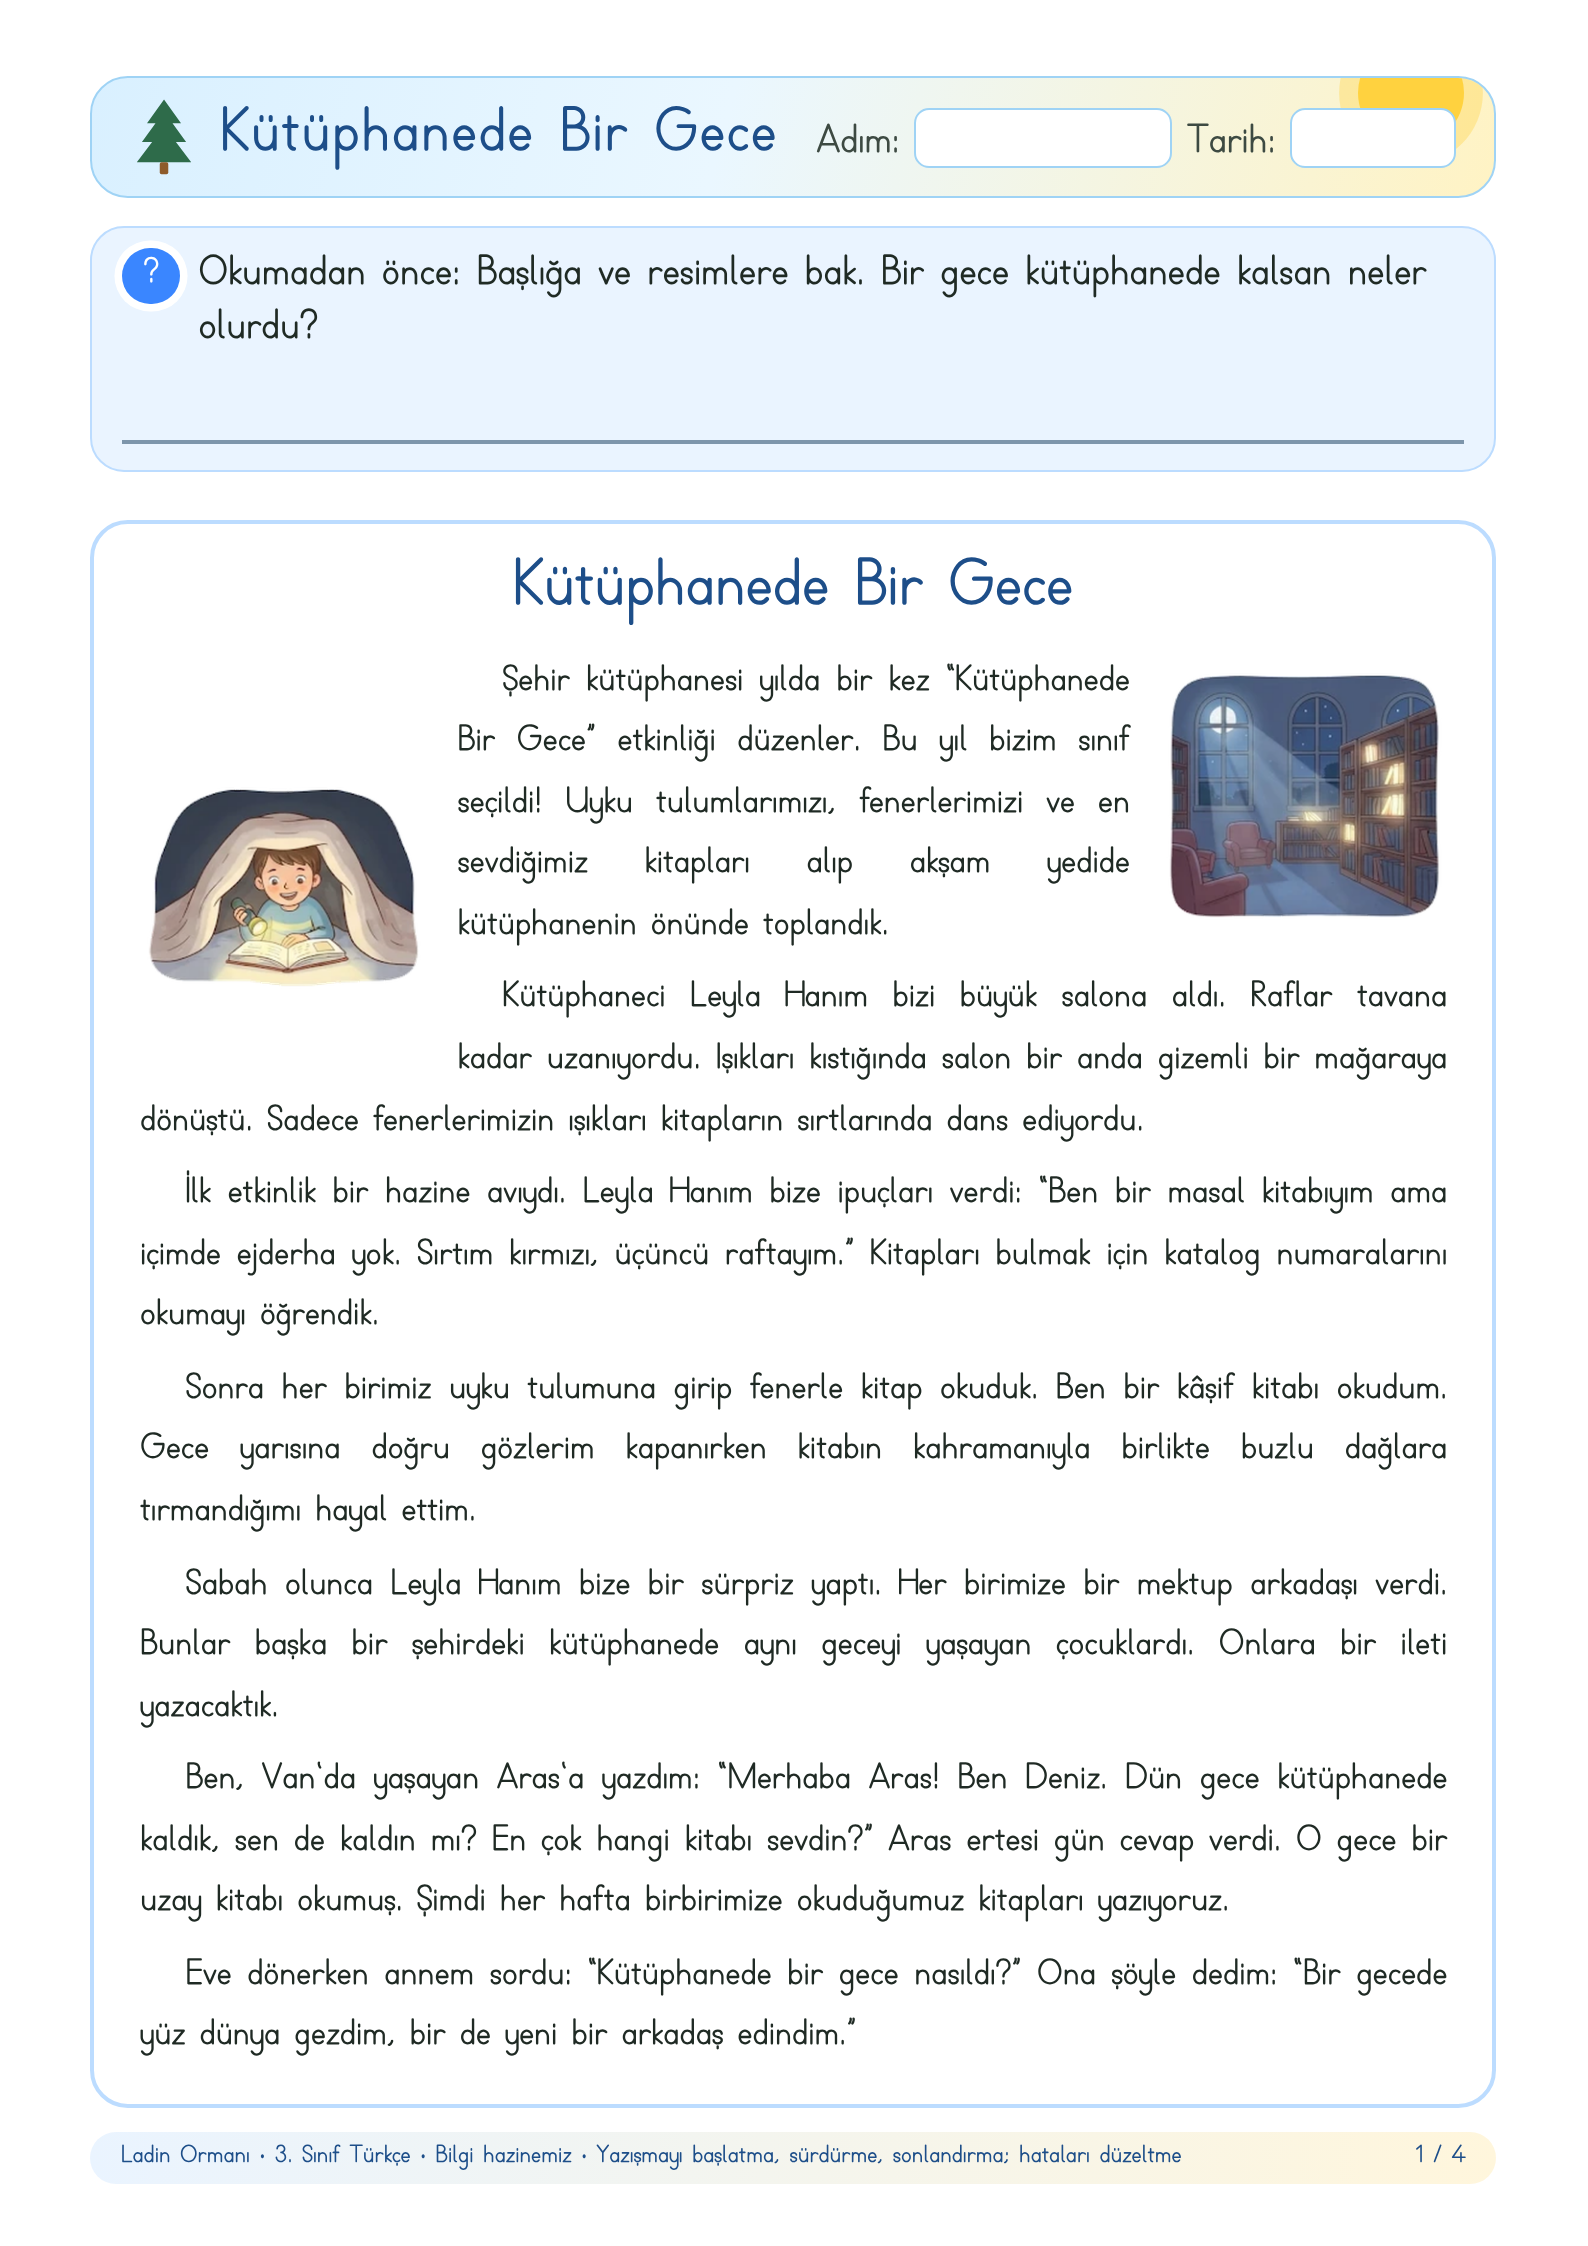 Kütüphanede Bir Gece Adım: Tarih:
? Okumadan önce: Başlığa ve resimlere bak. Bir gece kütüphanede kalsan neler
olurdu?
Kütüphanede Bir Gece
Şehir kütüphanesi yılda bir kez “Kütüphanede
Bir Gece” etkinliği düzenler. Bu yıl bizim sınıf
seçildi! Uyku tulumlarımızı, fenerlerimizi ve en
sevdiğimiz kitapları alıp akşam yedide
kütüphanenin önünde toplandık.
Kütüphaneci Leyla Hanım bizi büyük salona aldı. Raflar tavana
kadar uzanıyordu. Işıkları kıstığında salon bir anda gizemli bir mağaraya
dönüştü. Sadece fenerlerimizin ışıkları kitapların sırtlarında dans ediyordu.
İlk etkinlik bir hazine avıydı. Leyla Hanım bize ipuçları verdi: “Ben bir masal kitabıyım ama
içimde ejderha yok. Sırtım kırmızı, üçüncü raftayım.” Kitapları bulmak için katalog numaralarını
okumayı öğrendik.
Sonra her birimiz uyku tulumuna girip fenerle kitap okuduk. Ben bir kâşif kitabı okudum.
Gece yarısına doğru gözlerim kapanırken kitabın kahramanıyla birlikte buzlu dağlara
tırmandığımı hayal ettim.
Sabah olunca Leyla Hanım bize bir sürpriz yaptı. Her birimize bir mektup arkadaşı verdi.
Bunlar başka bir şehirdeki kütüphanede aynı geceyi yaşayan çocuklardı. Onlara bir ileti
yazacaktık.
Ben, Van‘da yaşayan Aras‘a yazdım: “Merhaba Aras! Ben Deniz. Dün gece kütüphanede
kaldık, sen de kaldın mı? En çok hangi kitabı sevdin?” Aras ertesi gün cevap verdi. O gece bir
uzay kitabı okumuş. Şimdi her hafta birbirimize okuduğumuz kitapları yazıyoruz.
Eve dönerken annem sordu: “Kütüphanede bir gece nasıldı?” Ona şöyle dedim: “Bir gecede
yüz dünya gezdim, bir de yeni bir arkadaş edindim.”
Ladin Ormanı • 3. Sınıf Türkçe • Bilgi hazinemiz • Yazışmayı başlatma, sürdürme, sonlandırma; hataları düzeltme 1 / 4